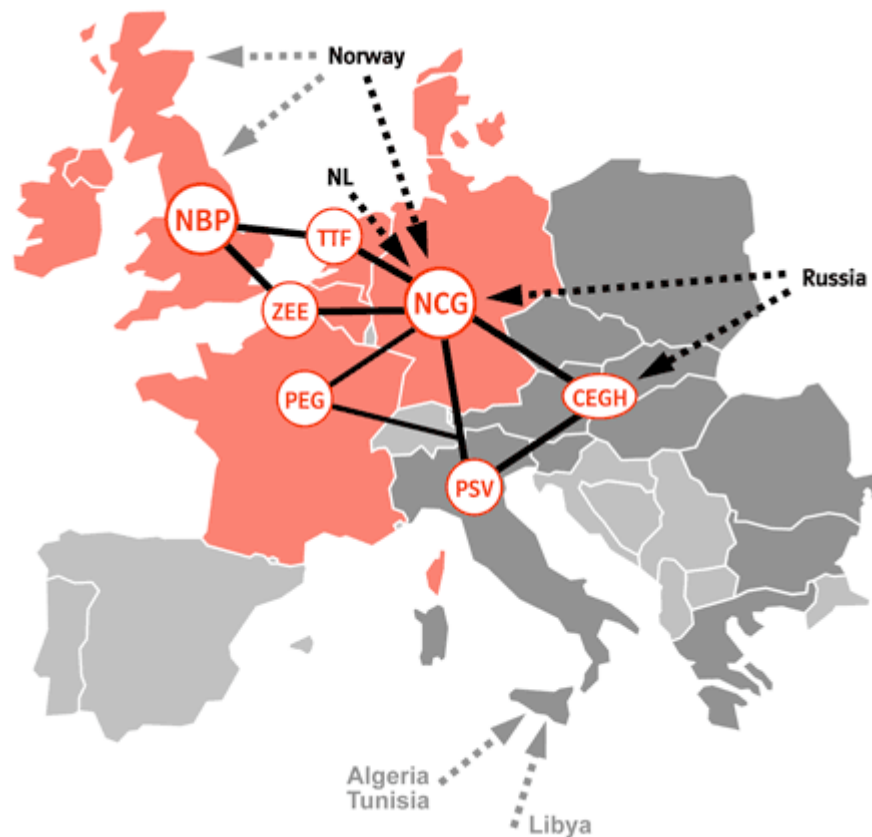 Norway
NL
NBP
TTF
Russia
ZEE
NCG
PEG
CEGH
PSV
Algeria
Tunisia
Libya